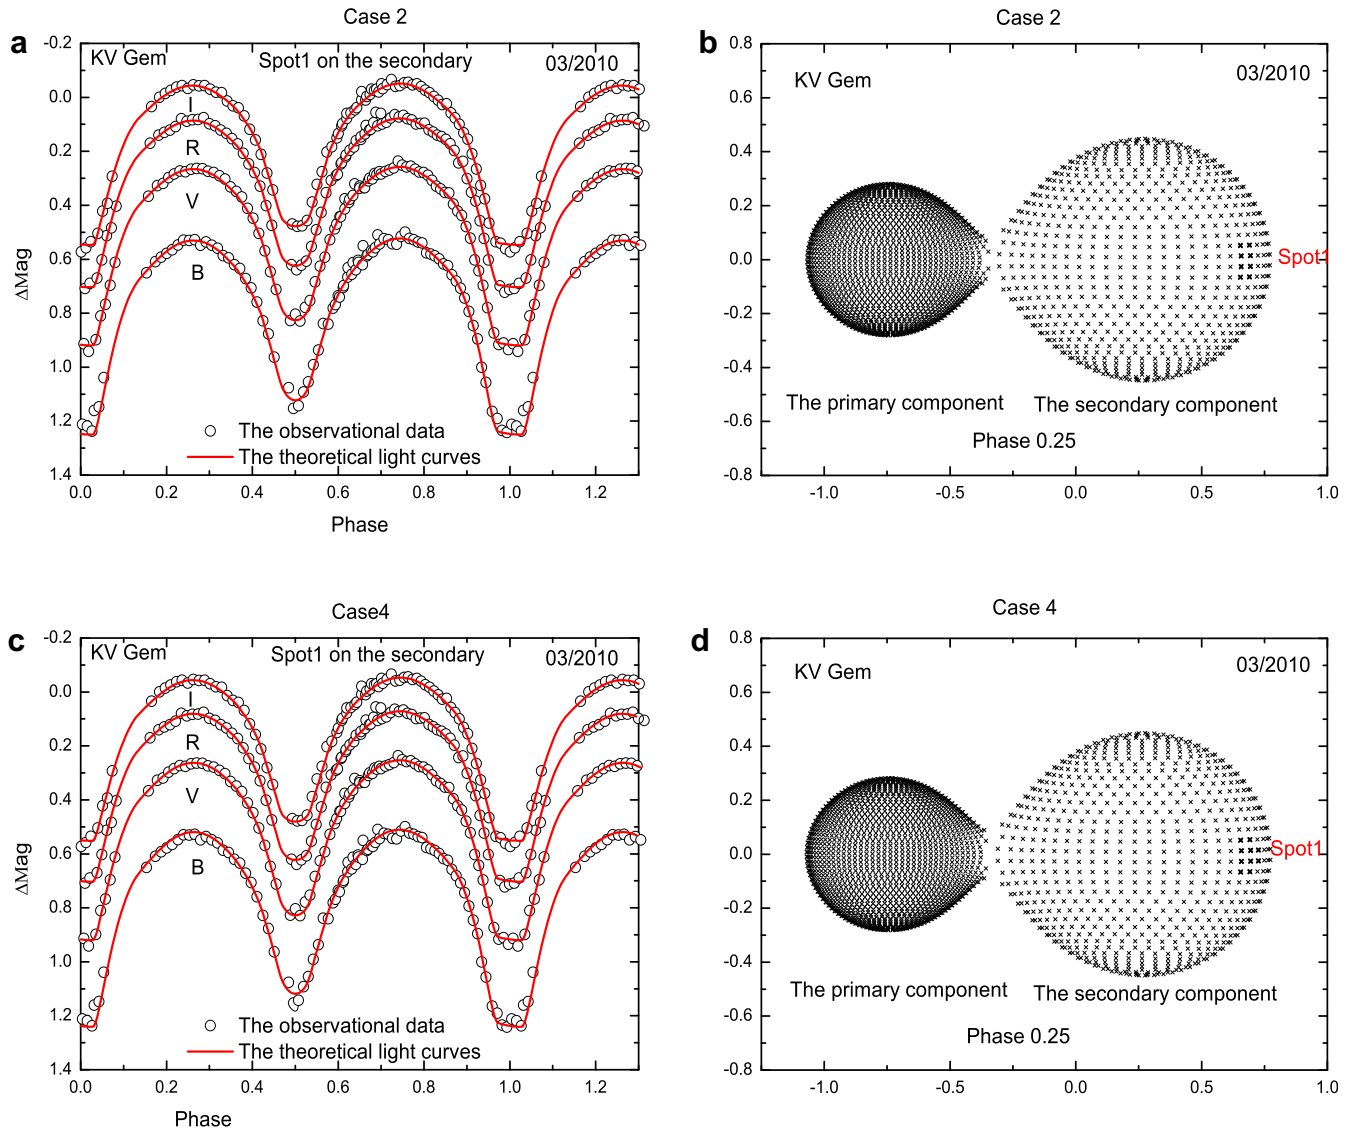 Case 2
a
KV Gem
Spot1 on the secondary
03/2010
-0.2
0.0
0.2
0.4
0.6
0.8
1.0
1.2
1.4
ΔMag
I
R
V
B
The observational data
The theoretical light curves
0.0 0.2 0.4 0.6 0.8 1.0 1.2
Phase
Case 2
b
KV Gem
03/2010
0.8
0.6
0.4
0.2
0.0
-0.2
-0.4
-0.6
-0.8
Spot1
The primary component
The secondary component
Phase 0.25
-1.0 -0.5 0.0 0.5 1.0
Case4
c
KV Gem
Spot1 on the secondary
03/2010
-0.2
0.0
0.2
0.4
0.6
0.8
1.0
1.2
1.4
ΔMag
I
R
V
B
The observational data
The theoretical light curves
0.0 0.2 0.4 0.6 0.8 1.0 1.2
Phase
Case 4
d
KV Gem
03/2010
0.8
0.6
0.4
0.2
0.0
-0.2
-0.4
-0.6
-0.8
Spot1
The primary component
The secondary component
Phase 0.25
-1.0 -0.5 0.0 0.5 1.0